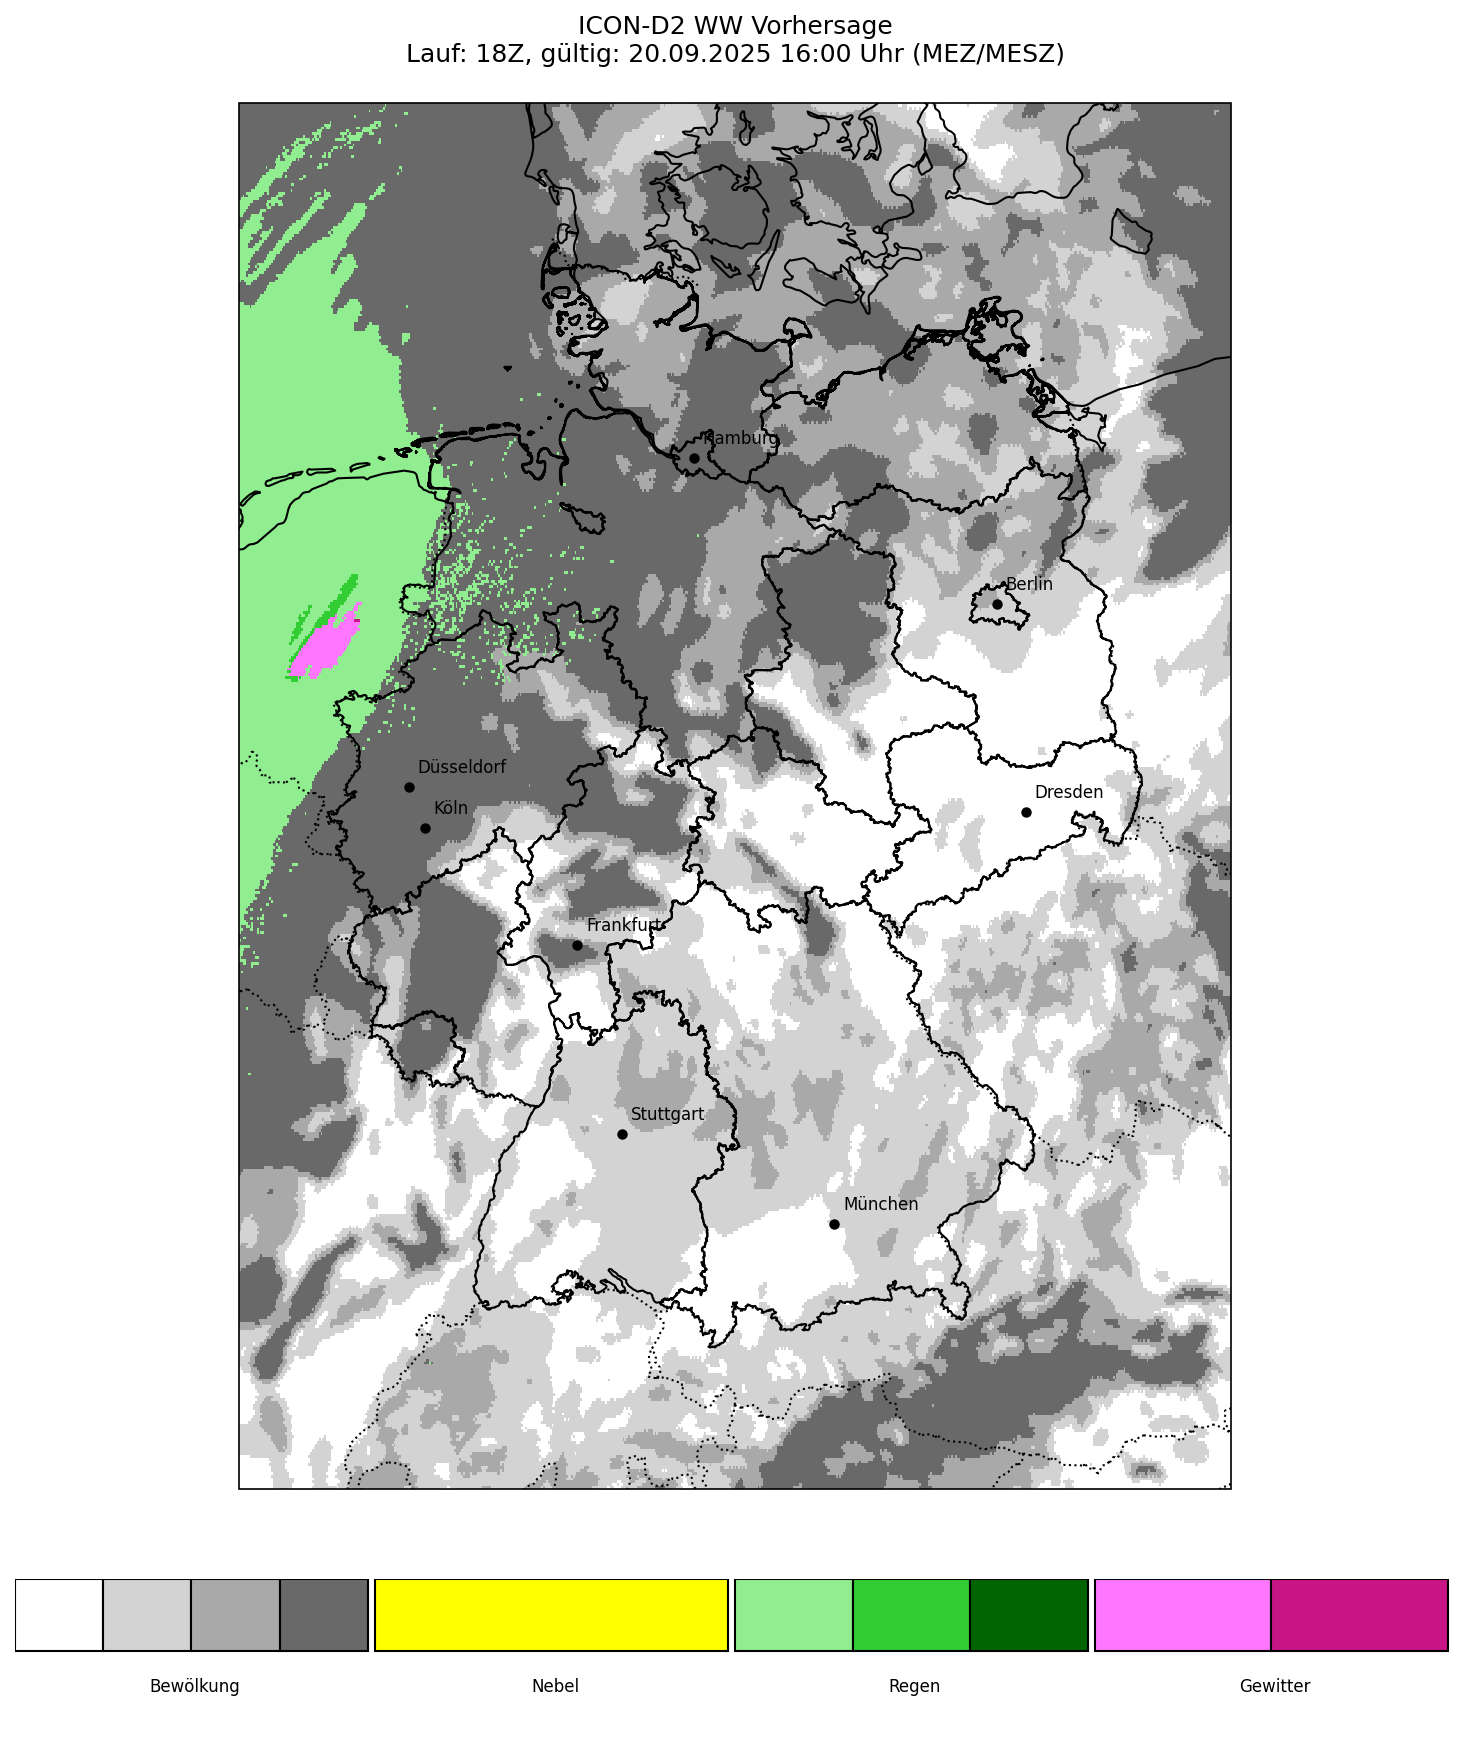 ICON-D2 WW Vorhersage
Lauf: 18Z, gültig: 20.09.2025 16:00 Uhr (MEZ/MESZ)
Hamburg
Berlin
Düsseldorf
Dresden
Köln
Frankfurt
Stuttgart
München
Bewölkung
Nebel
Regen
Gewitter